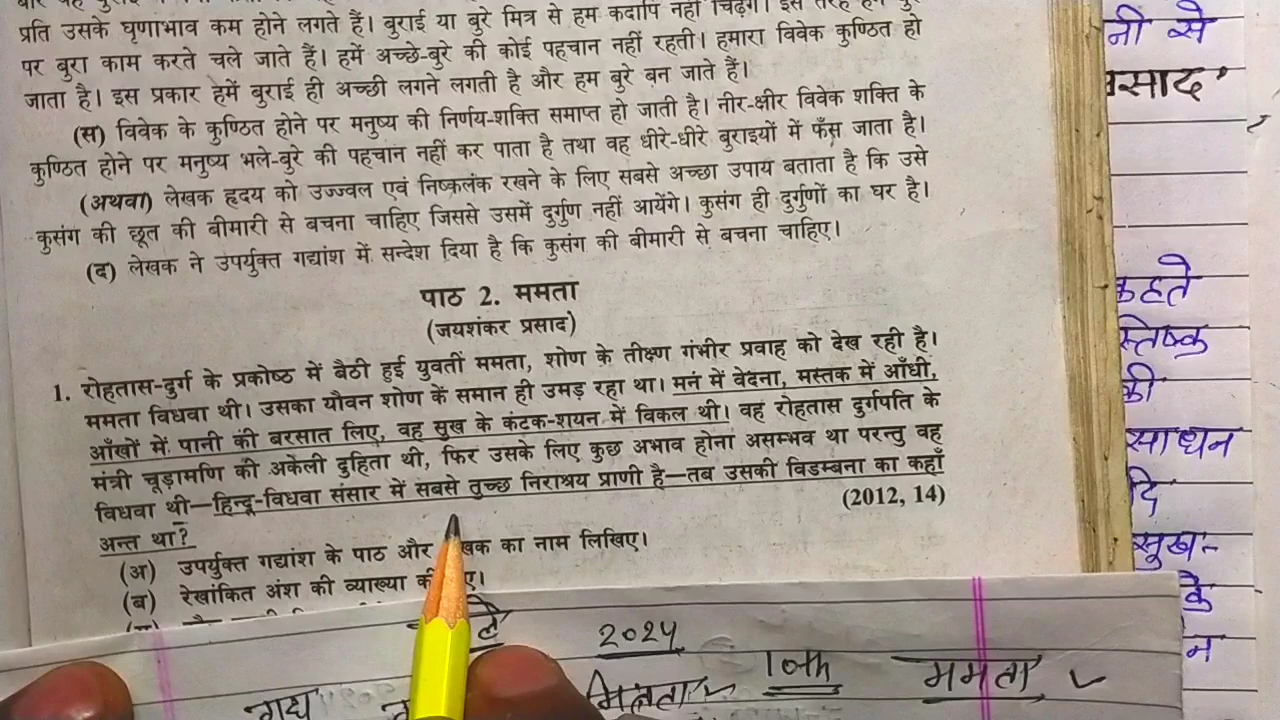 प्रति उसके घृणाभाव कम होने लगते हैं। बुराई या बुरे मित्र से हम कदापि नहीं चिढ़ेंगे। इस तरह
पर बुरा काम करते चले जाते हैं। हमें अच्छे-बुरे की कोई पहचान नहीं रहती। हमारा विवेक कुण्ठित हो
जाता है। इस प्रकार हमें बुराई ही अच्छी लगने लगती है और हम बुरे बन जाते हैं।
(स) विवेक के कुण्ठित होने पर मनुष्य की निर्णय-शक्ति समाप्त हो जाती है। नीर-क्षीर विवेक शक्ति के
कुण्ठित होने पर मनुष्य भले-बुरे की पहचान नहीं कर पाता है तथा वह धीरे-धीरे बुराइयों में फँस जाता है।
(अथवा) लेखक हृदय को उज्ज्वल एवं निष्कलंक रखने के लिए सबसे अच्छा उपाय बताता है कि उसे
कुसंग की छूत की बीमारी से बचना चाहिए जिससे उसमें दुर्गुण नहीं आयेंगे। कुसंग ही दुर्गुणों का घर है।
(द) लेखक ने उपर्युक्त गद्यांश में सन्देश दिया है कि कुसंग की बीमारी से बचना चाहिए।
पाठ 2. ममता
(जयशंकर प्रसाद)
1. रोहतास-दुर्ग के प्रकोष्ठ में बैठी हुई युवती ममता, शोण के तीक्ष्ण गंभीर प्रवाह को देख रही है।
ममता विधवा थी। उसका यौवन शोण के समान ही उमड़ रहा था। मन में वेदना, मस्तक में आँधी,
आँखों में पानी की बरसात लिए, वह सुख के कंटक-शयन में विकल थी। वह रोहतास दुर्गपति के
मंत्री चूड़ामणि की अकेली दुहिता थी, फिर उसके लिए कुछ अभाव होना असम्भव था परन्तु वह
विधवा थी—हिन्दू-विधवा संसार में सबसे तुच्छ निराश्रय प्राणी है—तब उसकी विडम्बना का कहाँ
अन्त था? (2012, 14)
(अ) उपर्युक्त गद्यांश के पाठ और का नाम लिखिए।
(ब) रेखांकित अंश की व्याख्या
2024
गद्य मित्रता 10th ममता
नी से
कहते
की
साधन
सुख-
के